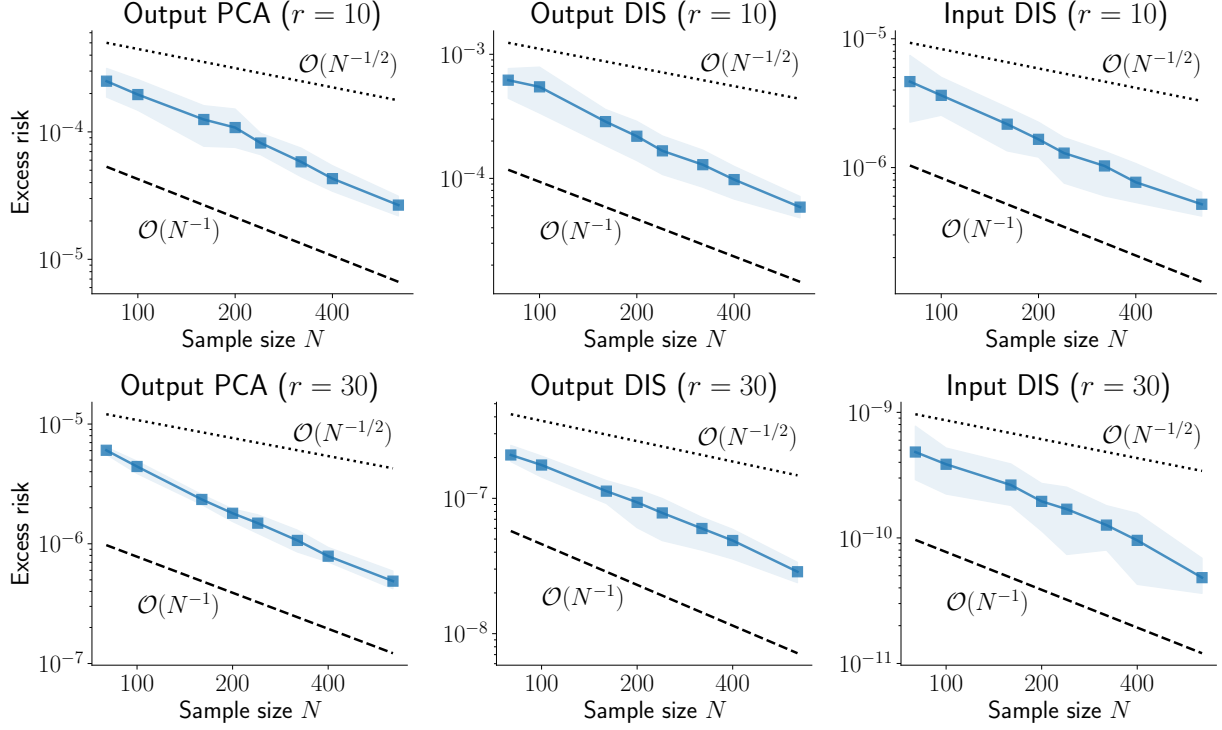 Output PCA (r = 10)
Output DIS (r = 10)
Input DIS (r = 10)
Excess risk
10⁻⁴
10⁻⁵
O(N⁻¹/²)
O(N⁻¹)
100 200 400
Sample size N
10⁻³
10⁻⁴
O(N⁻¹/²)
O(N⁻¹)
100 200 400
Sample size N
10⁻⁵
10⁻⁶
O(N⁻¹/²)
O(N⁻¹)
100 200 400
Sample size N
Output PCA (r = 30)
Output DIS (r = 30)
Input DIS (r = 30)
Excess risk
10⁻⁵
10⁻⁶
10⁻⁷
O(N⁻¹/²)
O(N⁻¹)
100 200 400
Sample size N
10⁻⁷
10⁻⁸
O(N⁻¹/²)
O(N⁻¹)
100 200 400
Sample size N
10⁻⁹
10⁻¹⁰
10⁻¹¹
O(N⁻¹/²)
O(N⁻¹)
100 200 400
Sample size N